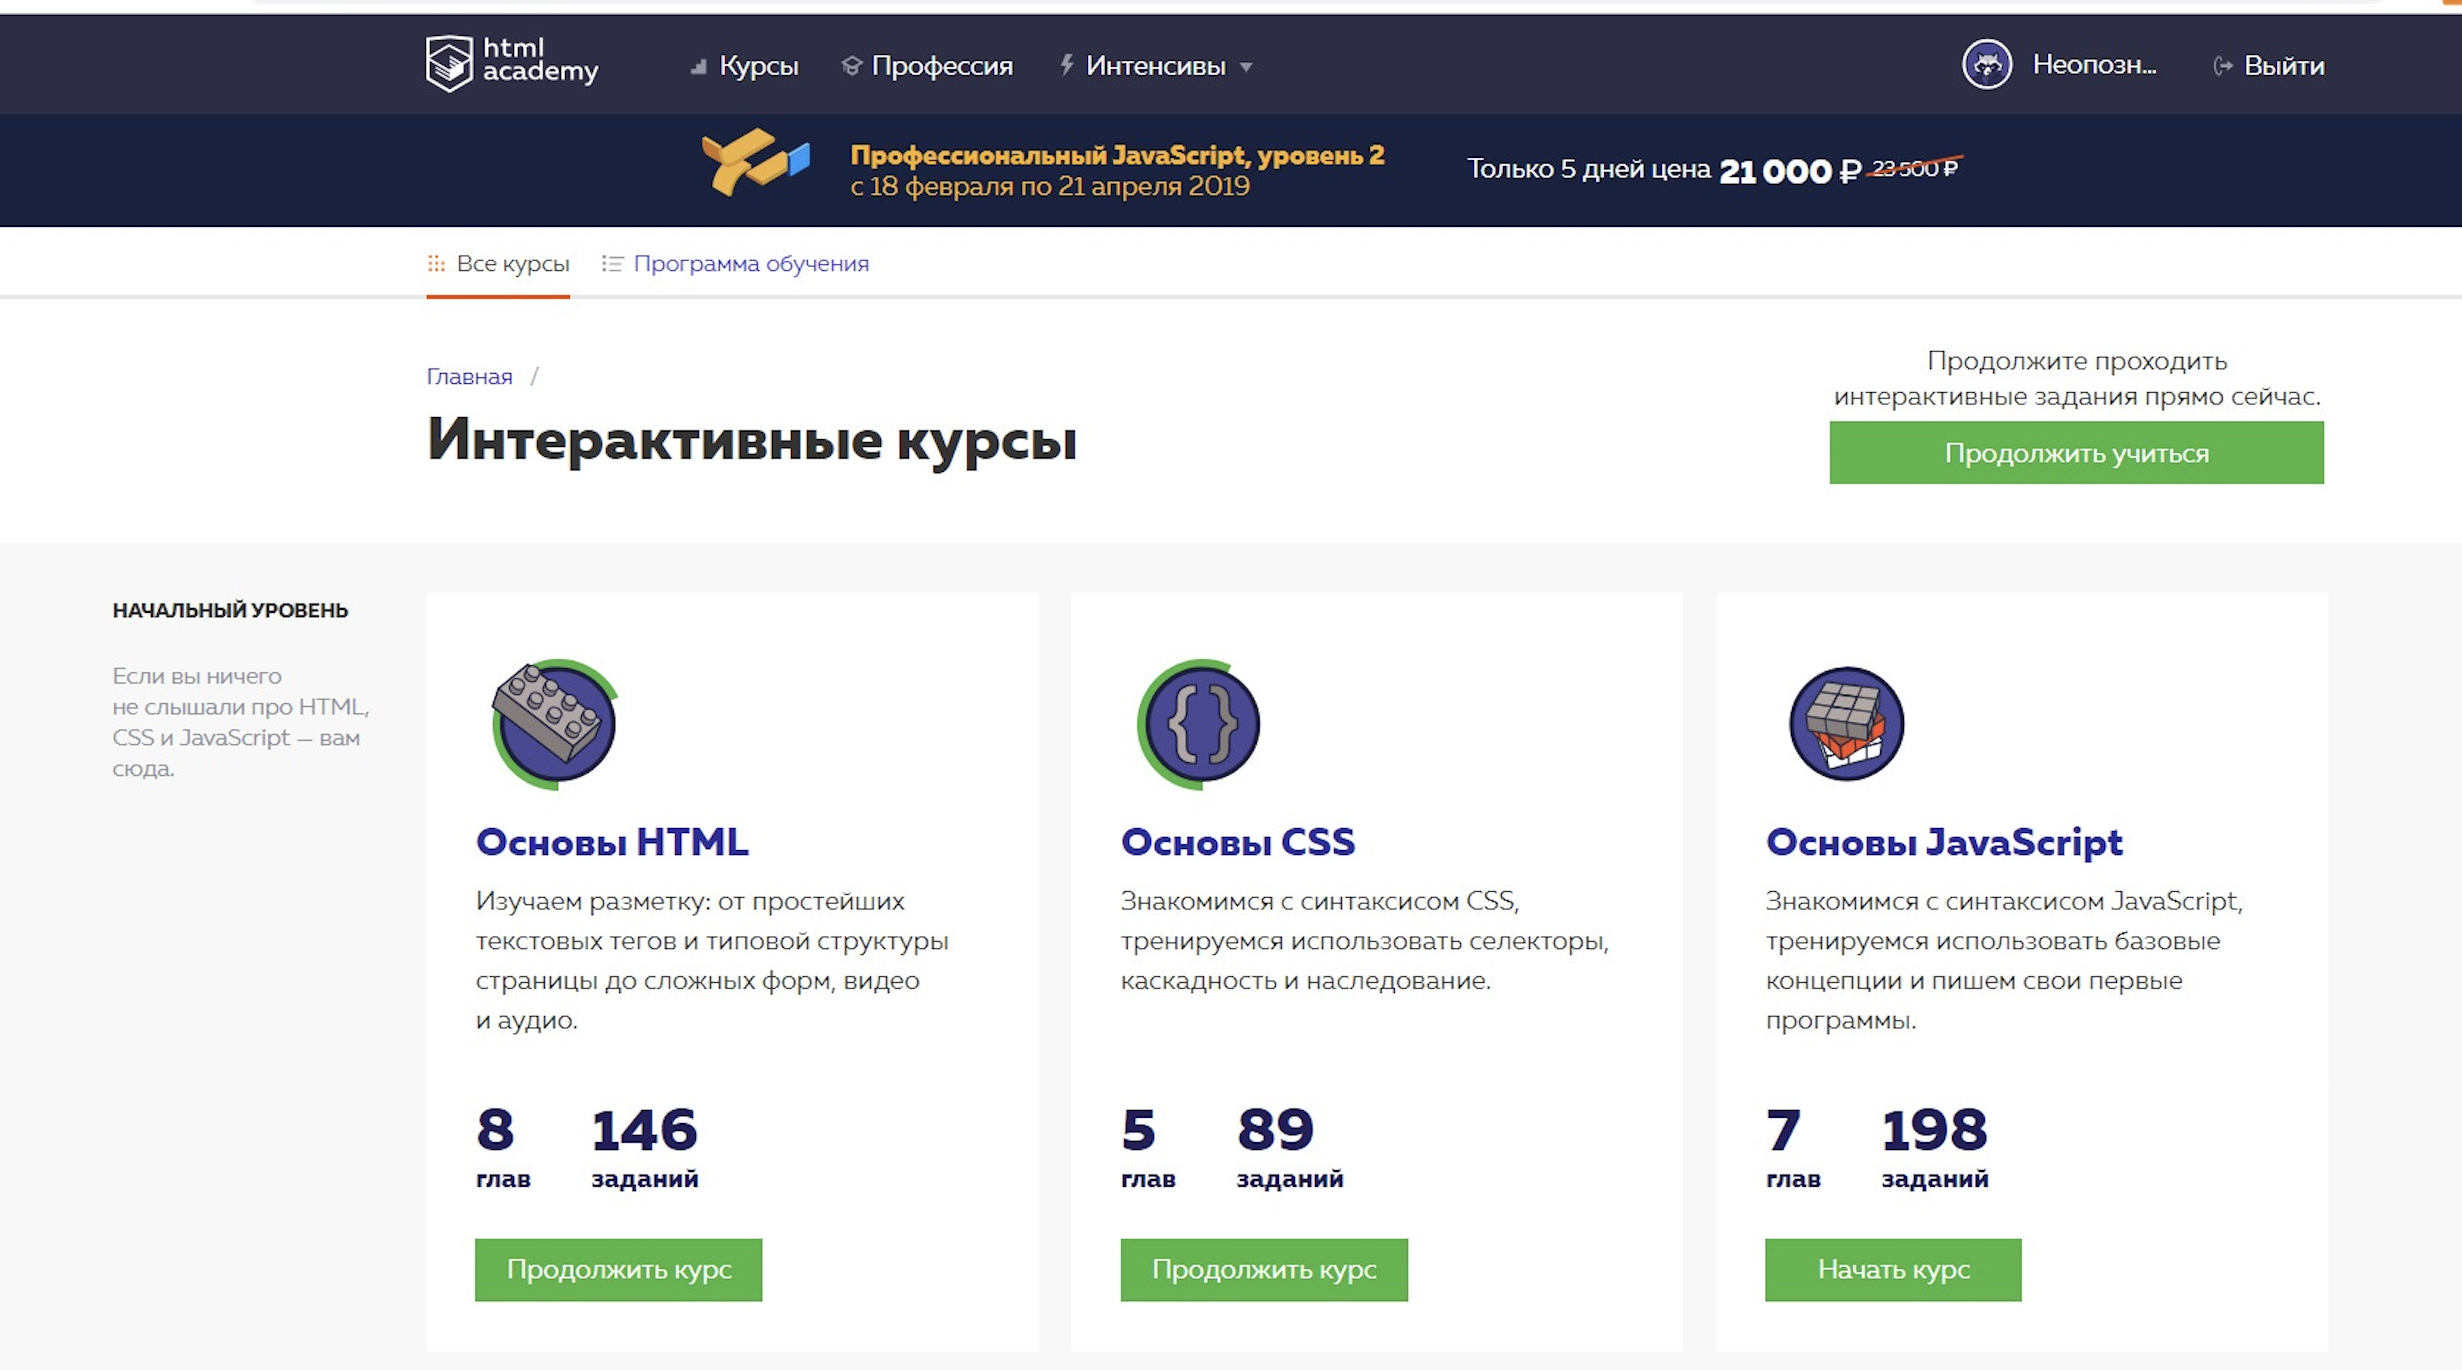 html
academy
Курсы
Профессия
Интенсивы
Неопозн...
Выйти
Профессиональный JavaScript, уровень 2
с 18 февраля по 21 апреля 2019
Только 5 дней цена 21 000 ₽ 23 500 ₽
Все курсы
Программа обучения
Главная /
Интерактивные курсы
Продолжите проходить
интерактивные задания прямо сейчас.
Продолжить учиться
НАЧАЛЬНЫЙ УРОВЕНЬ
Если вы ничего
не слышали про HTML,
CSS и JavaScript — вам
сюда.
Основы HTML
Изучаем разметку: от простейших
текстовых тегов и типовой структуры
страницы до сложных форм, видео
и аудио.
8 146
глав заданий
Продолжить курс
{}
Основы CSS
Знакомимся с синтаксисом CSS,
тренируемся использовать селекторы,
каскадность и наследование.
5 89
глав заданий
Продолжить курс
Основы JavaScript
Знакомимся с синтаксисом JavaScript,
тренируемся использовать базовые
концепции и пишем свои первые
программы.
7 198
глав заданий
Начать курс